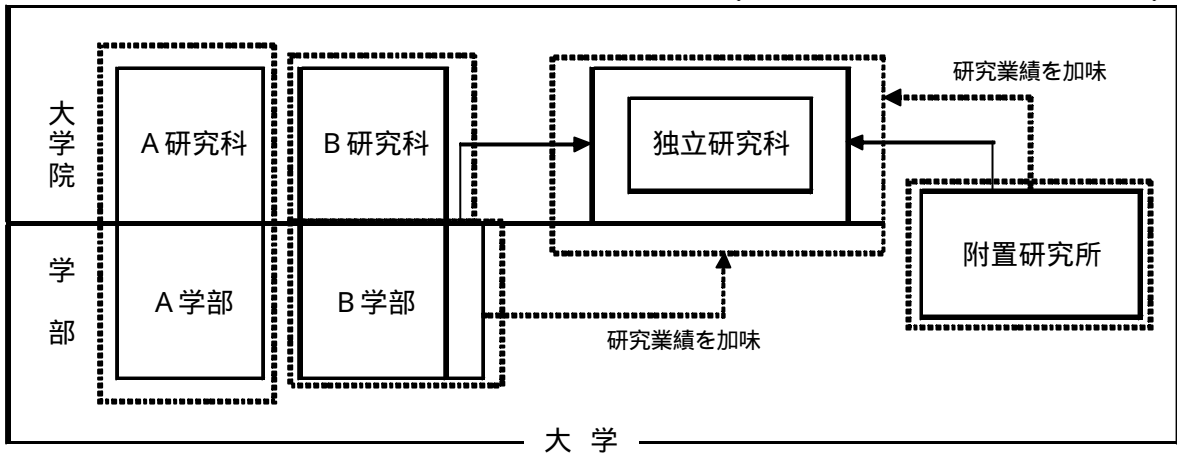 研究業績を加味
大学院
A研究科
B研究科
独立研究科
学部
A学部
B学部
附置研究所
研究業績を加味
大学